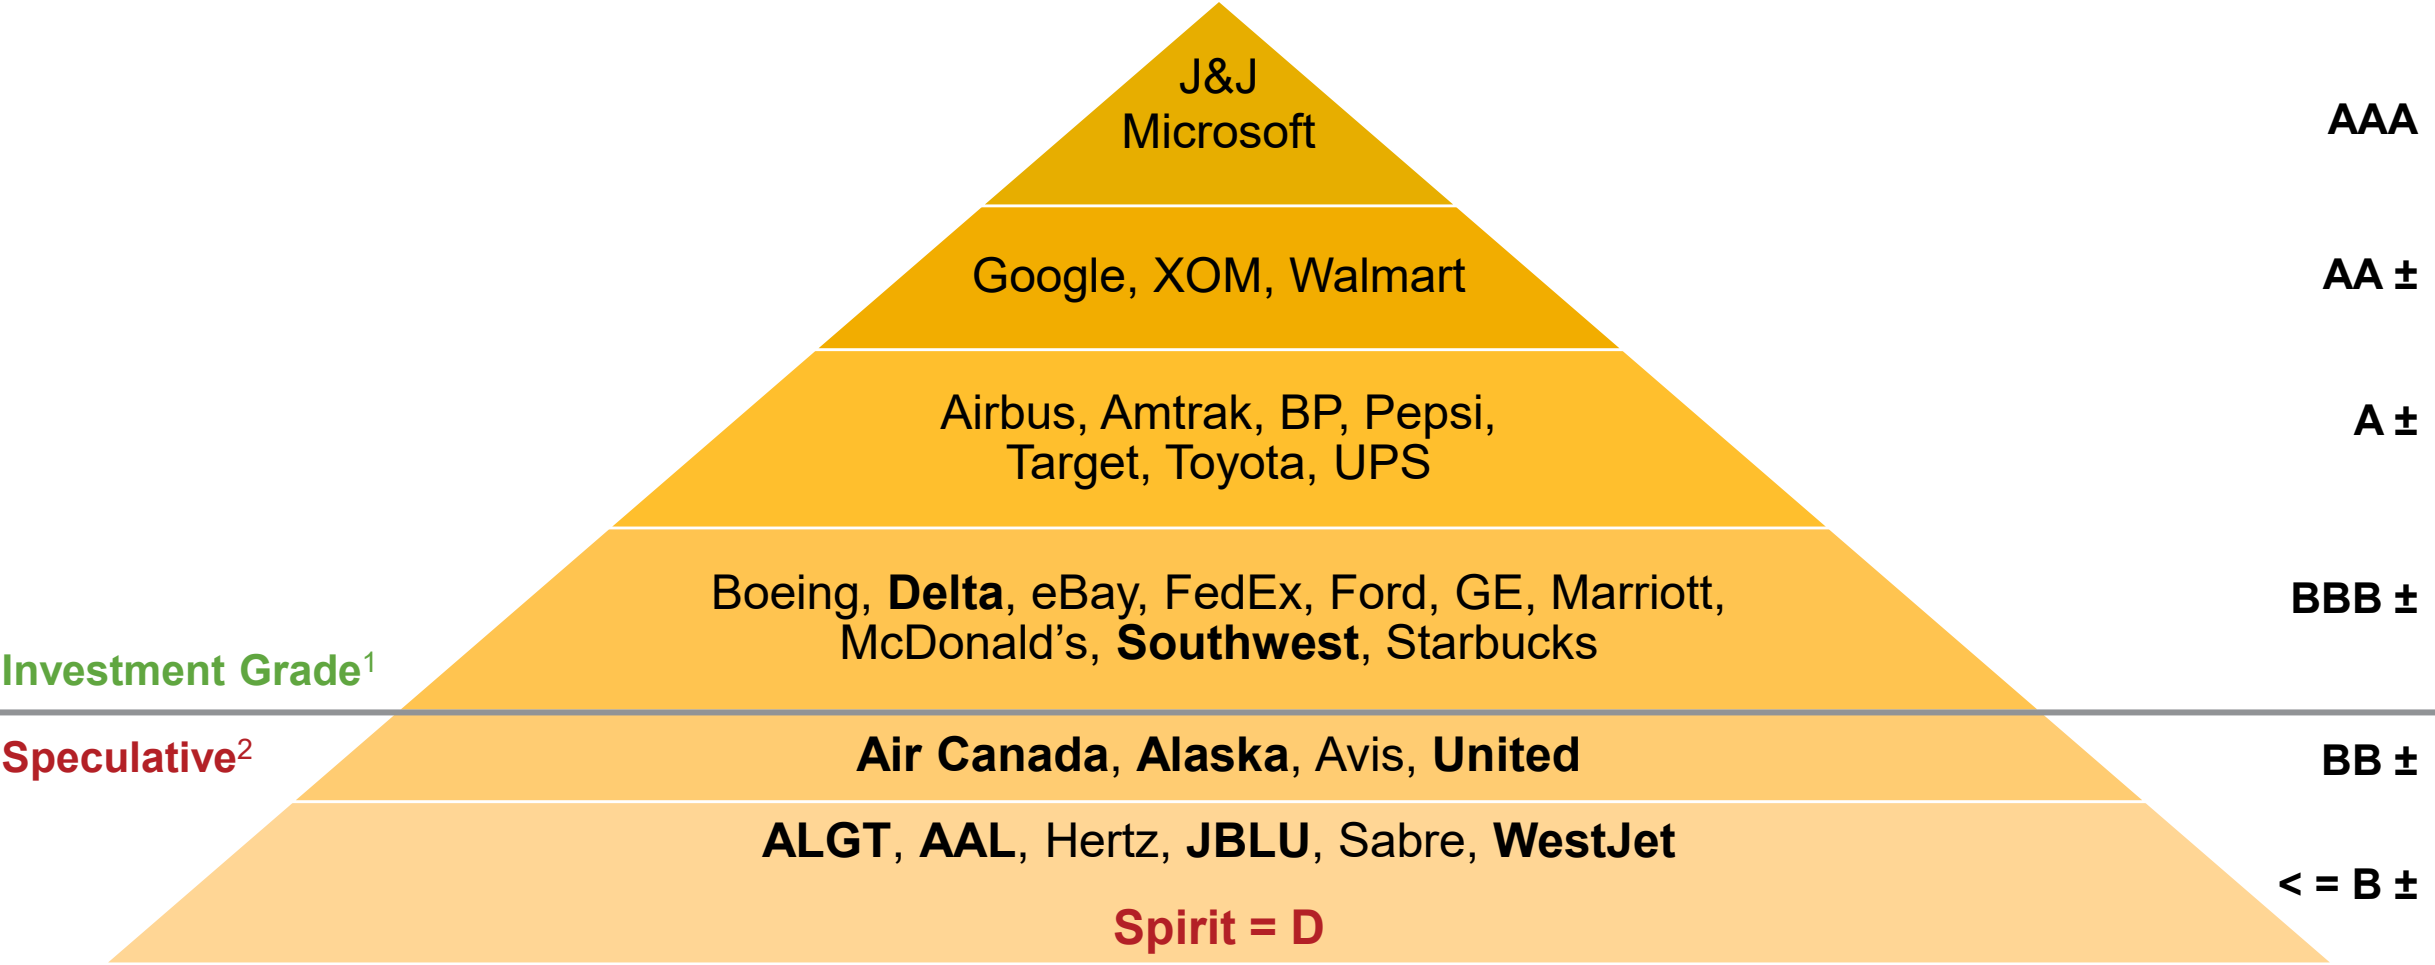 J&J
Microsoft
AAA
Google, XOM, Walmart
AA ±
Airbus, Amtrak, BP, Pepsi,
Target, Toyota, UPS
A ±
Boeing, Delta, eBay, FedEx, Ford, GE, Marriott,
McDonald’s, Southwest, Starbucks
BBB ±
Investment Grade¹
Speculative²
Air Canada, Alaska, Avis, United
BB ±
ALGT, AAL, Hertz, JBLU, Sabre, WestJet
< = B ±
Spirit = D